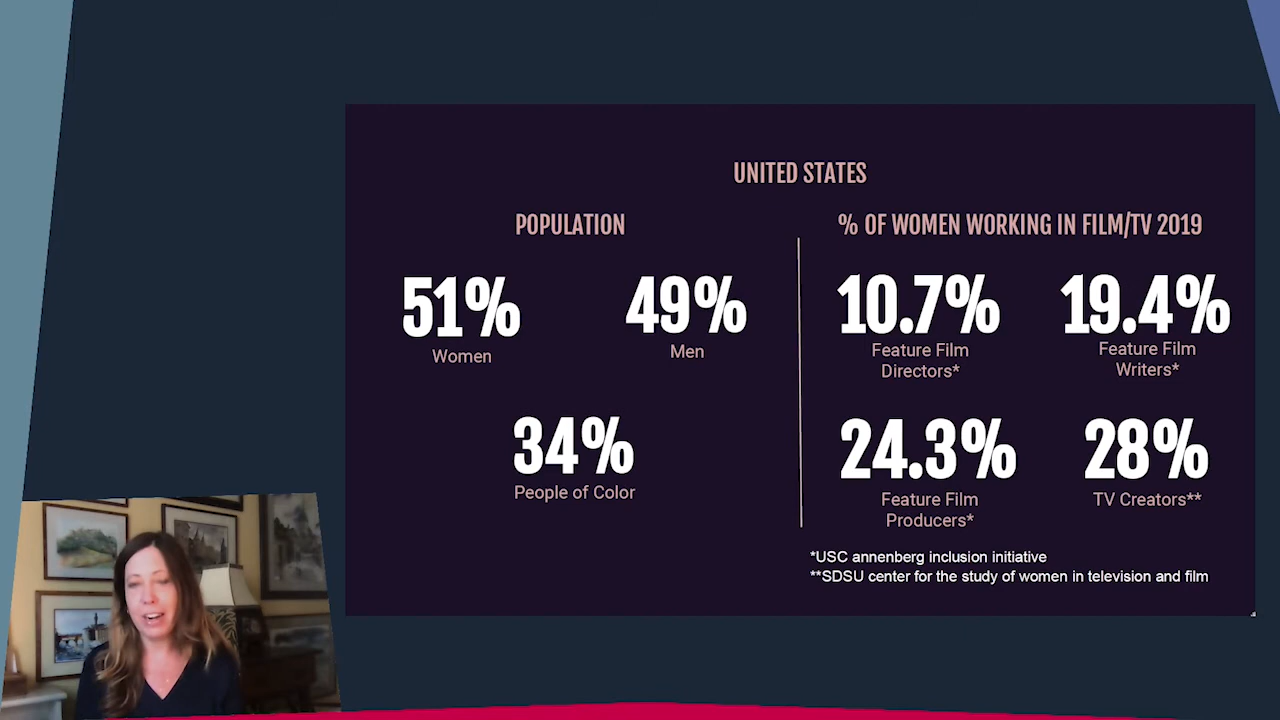 UNITED STATES
POPULATION
51%
Women
49%
Men
34%
People of Color
% OF WOMEN WORKING IN FILM/TV 2019
10.7%
Feature Film
Directors*
19.4%
Feature Film
Writers*
24.3%
Feature Film
Producers*
28%
TV Creators**
*USC annenberg inclusion initiative
**SDSU center for the study of women in television and film